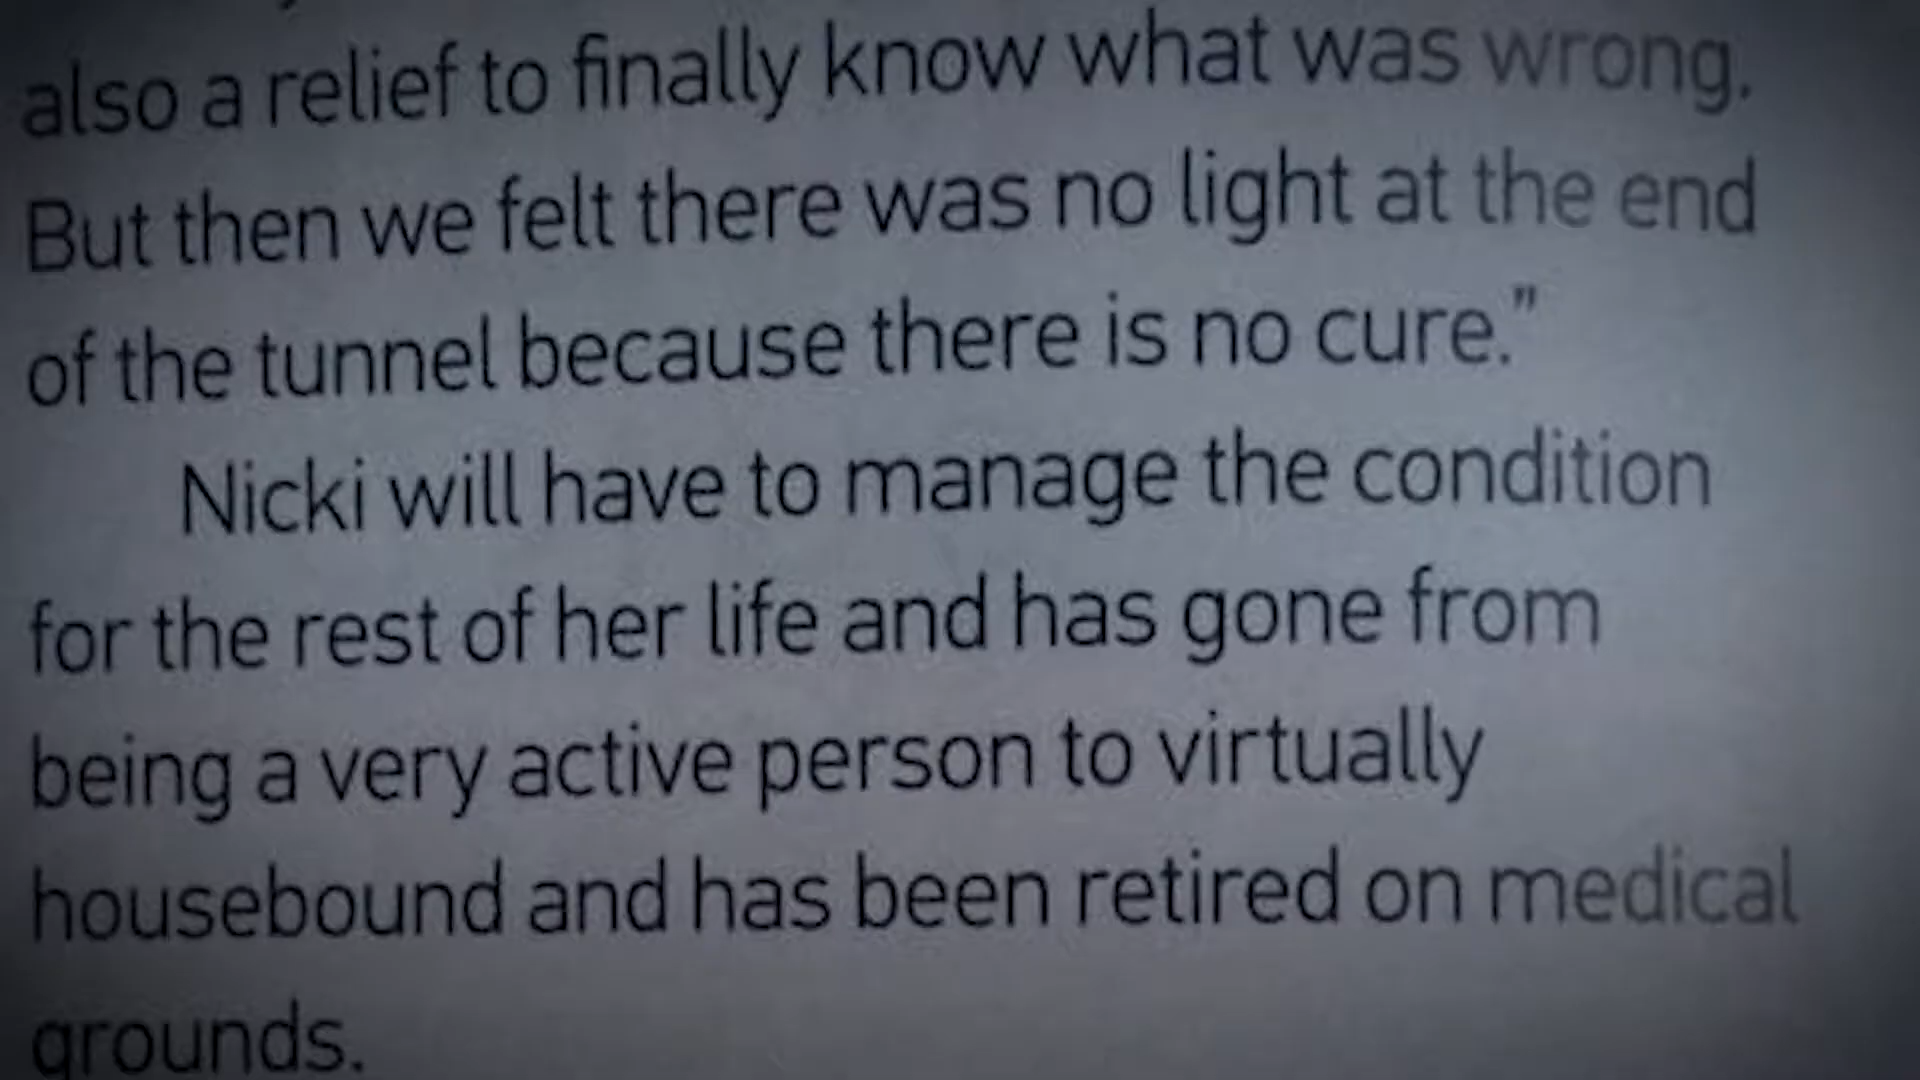 also a relief to finally know what was wrong.
But then we felt there was no light at the end
of the tunnel because there is no cure.”
Nicki will have to manage the condition
for the rest of her life and has gone from
being a very active person to virtually
housebound and has been retired on medical
grounds.